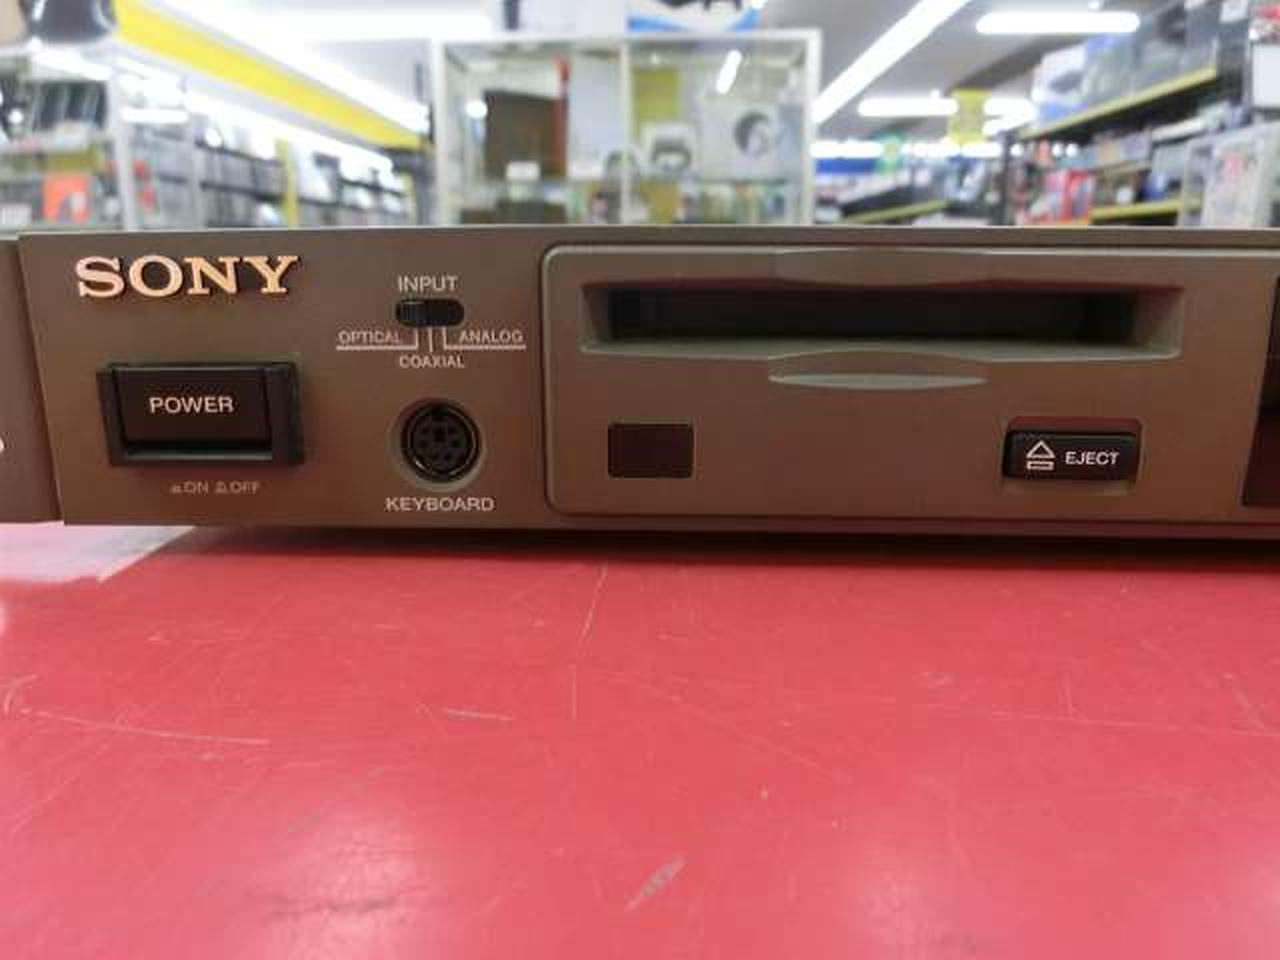 SONY
INPUT
OPTICAL
ANALOG
COAXIAL
POWER
ON OFF
KEYBOARD
EJECT